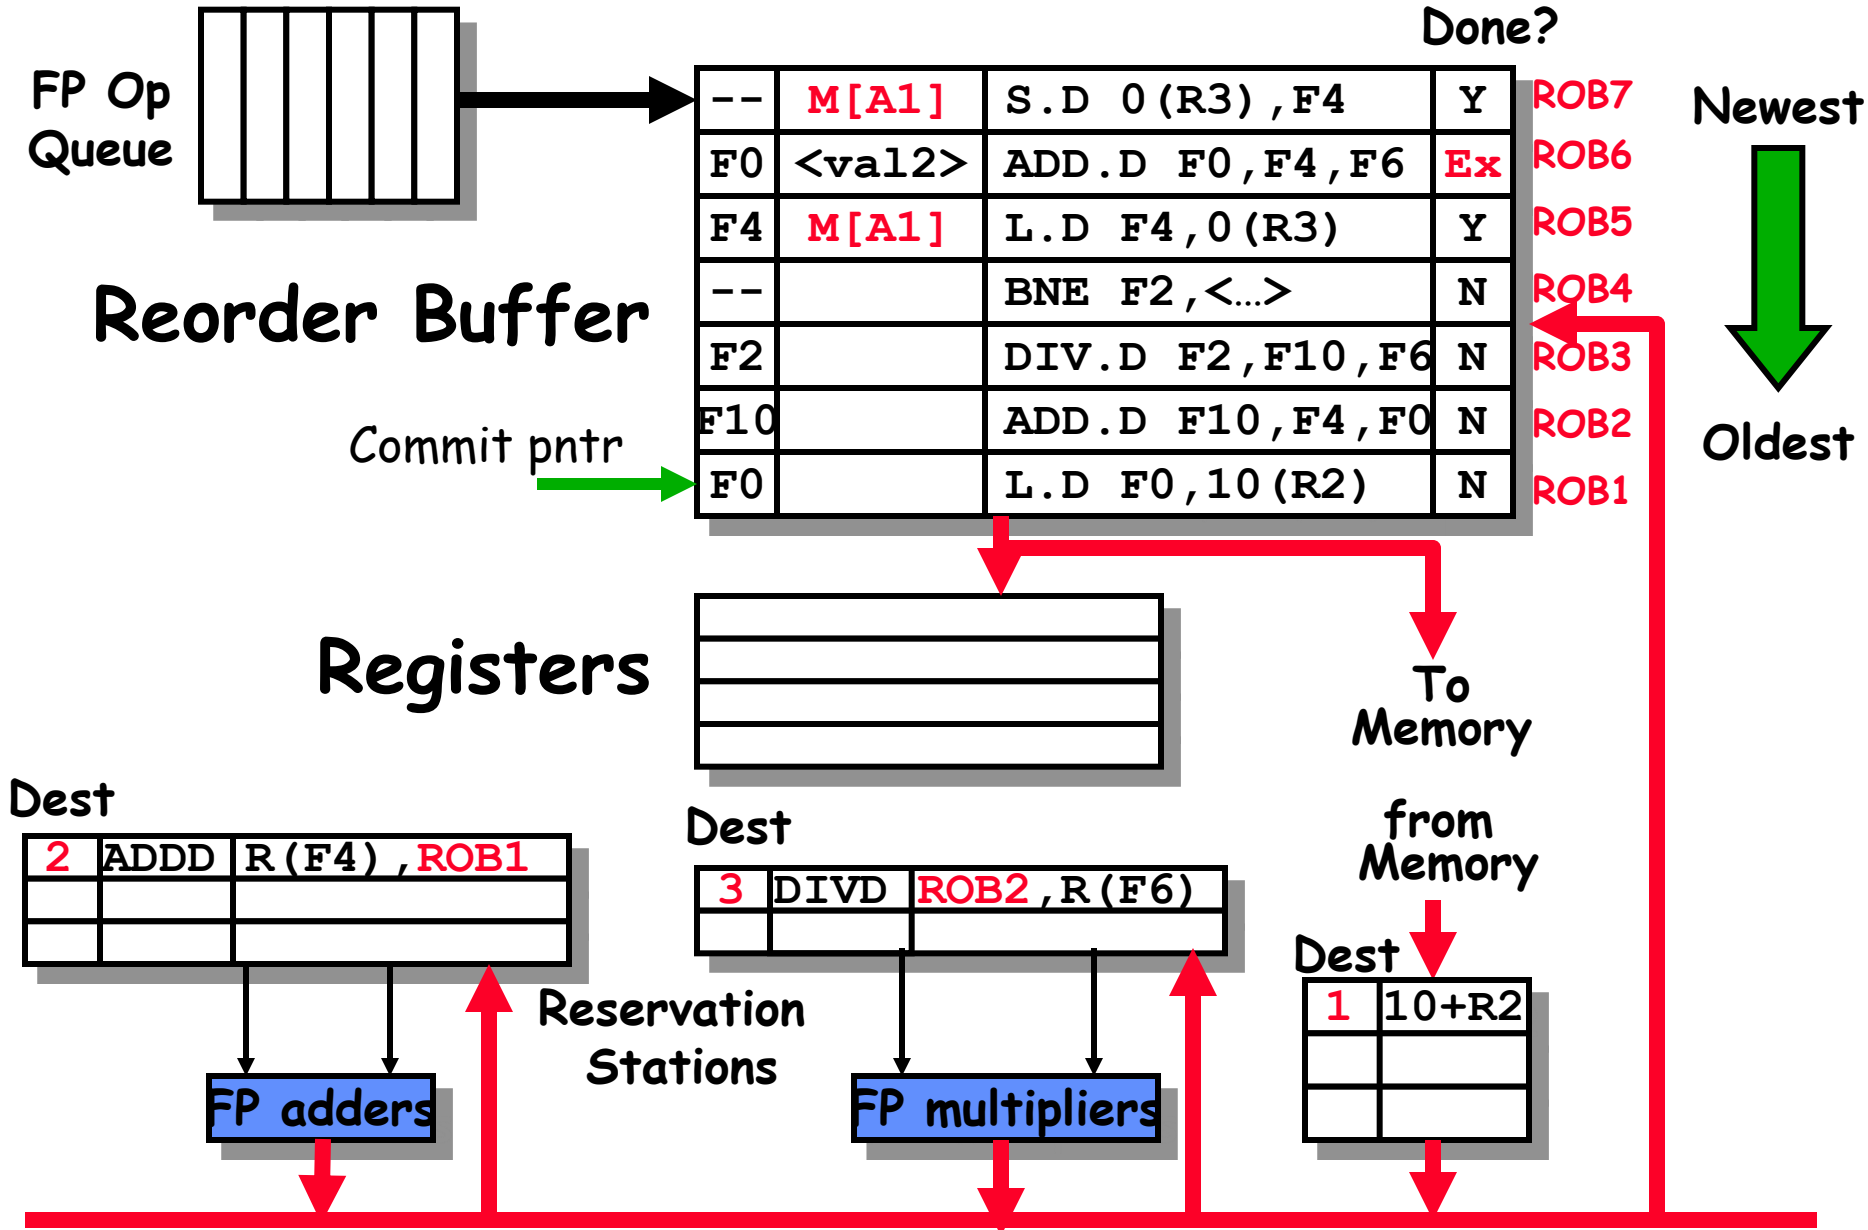 Done?
FP Op
Queue
-- M[A1] S.D 0(R3),F4 Y ROB7
F0 <val2> ADD.D F0,F4,F6 Ex ROB6
F4 M[A1] L.D F4,0(R3) Y ROB5
-- BNE F2,<…> N ROB4
F2 DIV.D F2,F10,F6 N ROB3
F10 ADD.D F10,F4,F0 N ROB2
F0 L.D F0,10(R2) N ROB1
Newest
Oldest
Reorder Buffer
Commit pntr
Registers
To
Memory
from
Memory
Dest
2 ADDD R(F4),ROB1
Dest
3 DIVD ROB2,R(F6)
Dest
1 10+R2
Reservation
Stations
FP adders
FP multipliers